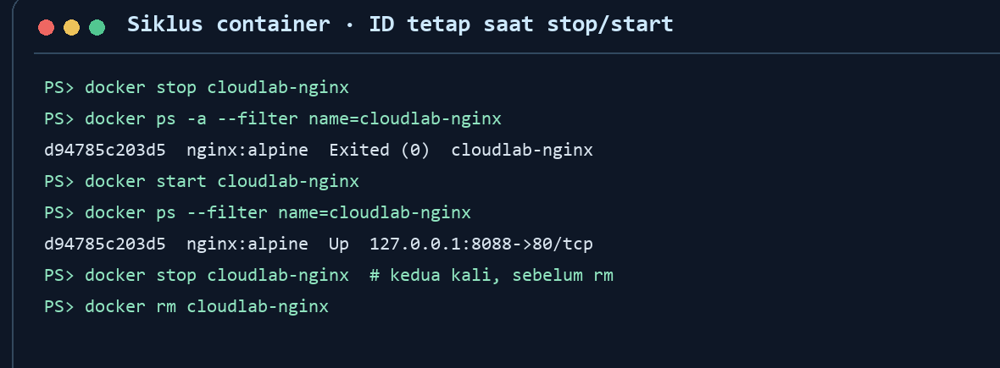 Siklus container · ID tetap saat stop/start
PS> docker stop cloudlab-nginx
PS> docker ps -a --filter name=cloudlab-nginx
d94785c203d5  nginx:alpine  Exited (0)  cloudlab-nginx
PS> docker start cloudlab-nginx
PS> docker ps --filter name=cloudlab-nginx
d94785c203d5  nginx:alpine  Up  127.0.0.1:8088->80/tcp
PS> docker stop cloudlab-nginx  # kedua kali, sebelum rm
PS> docker rm cloudlab-nginx